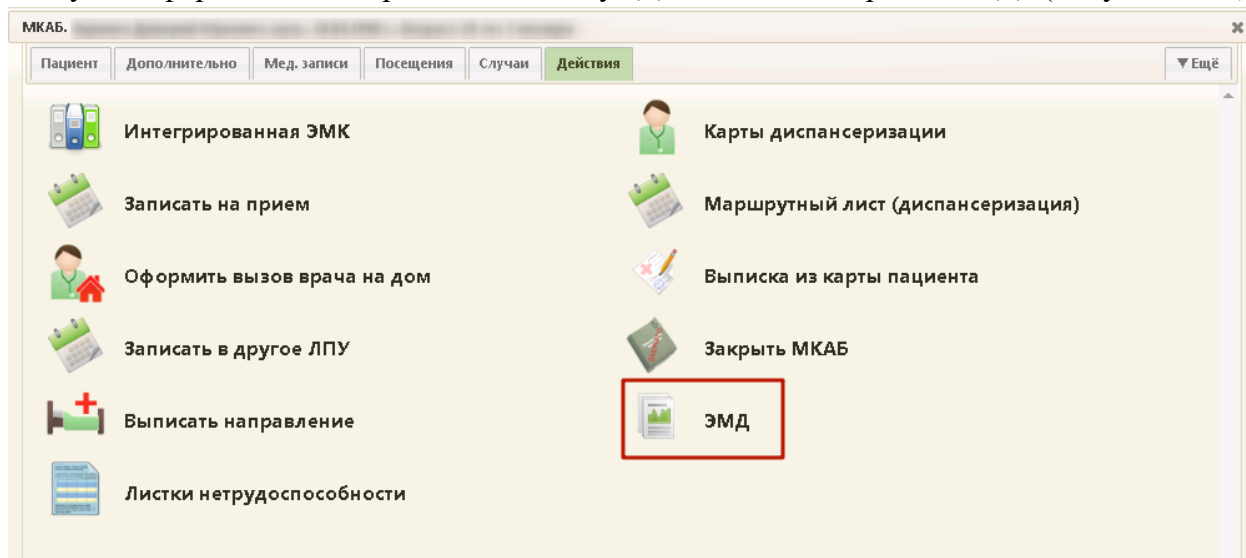 МКАБ.
Пациент Дополнительно Мед. записи Посещения Случаи Действия ▼Ещё
Интегрированная ЭМК
Карты диспансеризации
Записать на прием
Маршрутный лист (диспансеризация)
Оформить вызов врача на дом
Выписка из карты пациента
Записать в другое ЛПУ
Закрыть МКАБ
Выписать направление
ЭМД
Листки нетрудоспособности